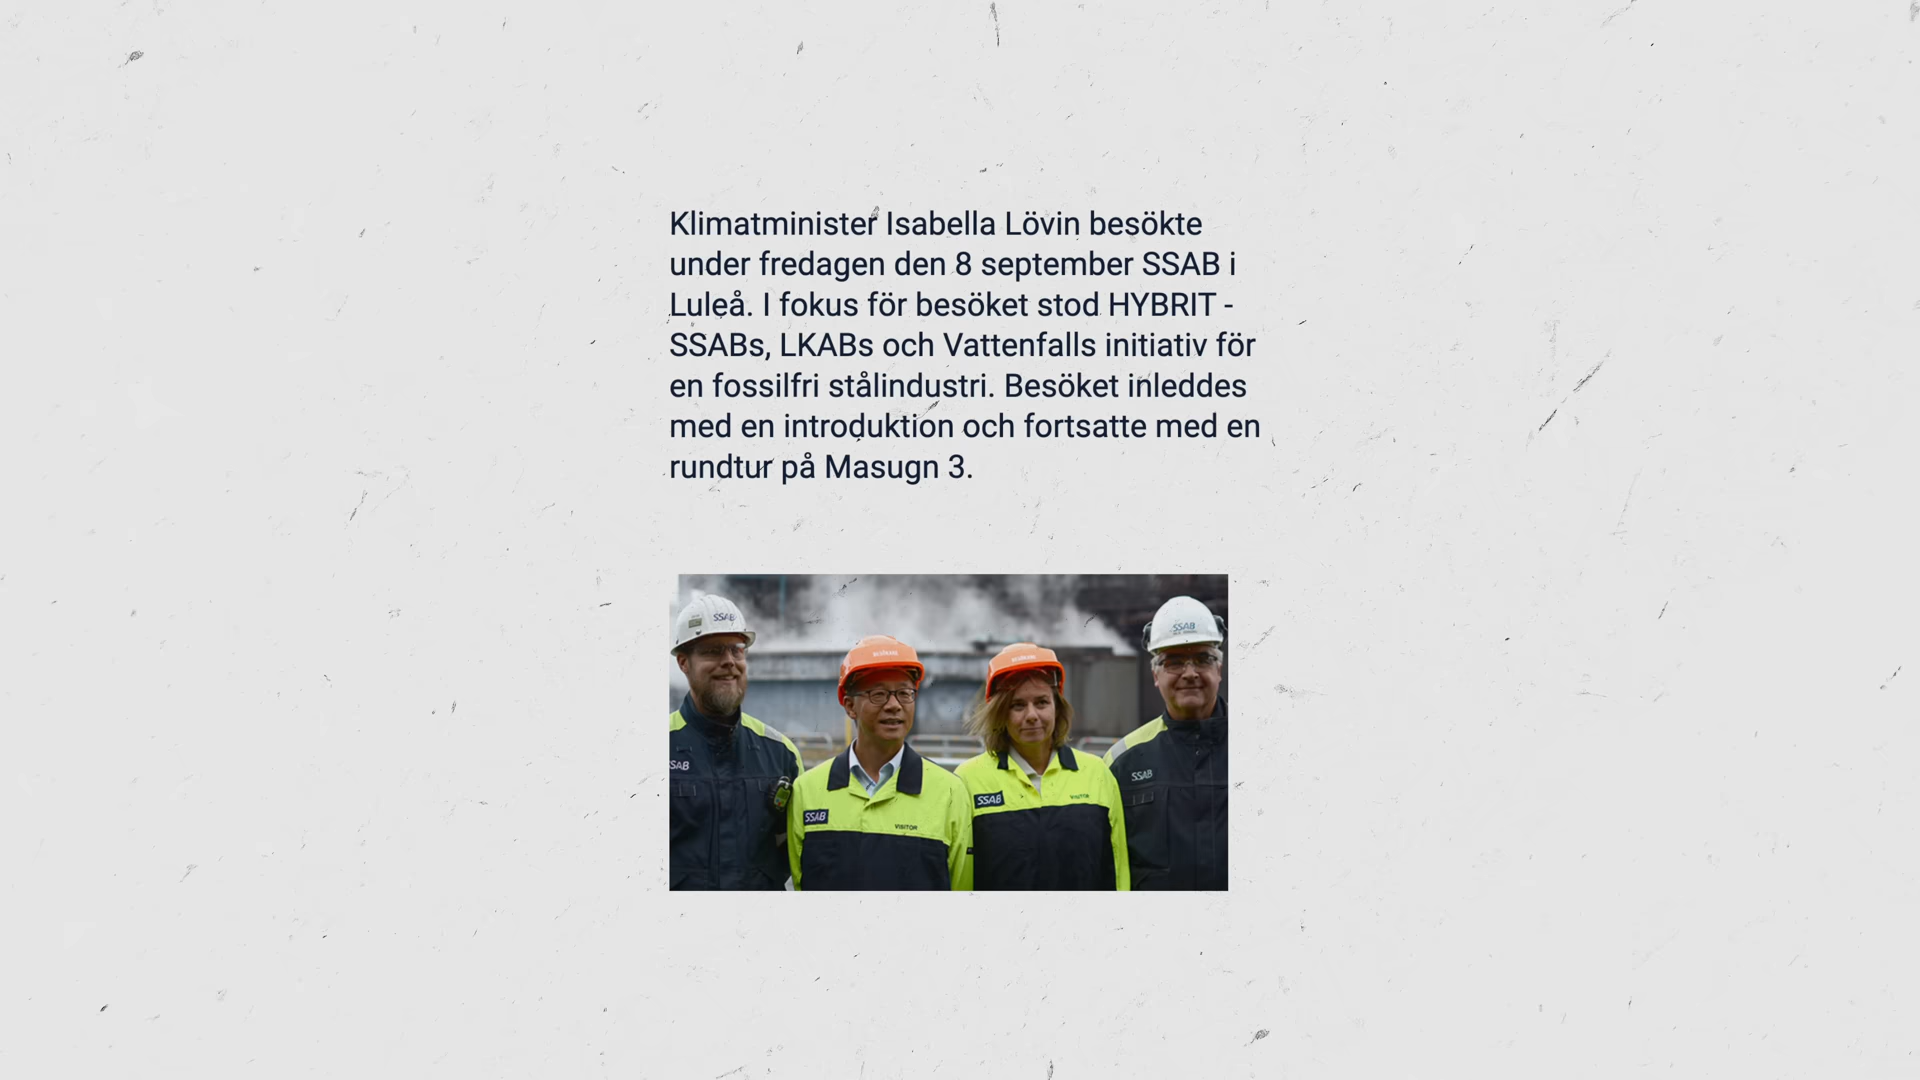 Klimatminister Isabella Lövin besökte
under fredagen den 8 september SSAB i
Luleå. I fokus för besöket stod HYBRIT -
SSABs, LKABs och Vattenfalls initiativ för
en fossilfri stålindustri. Besöket inleddes
med en introduktion och fortsatte med en
rundtur på Masugn 3.
SSAB
SSAB
SSAB
SSAB
VISITOR
SSAB
VISITOR
SSAB